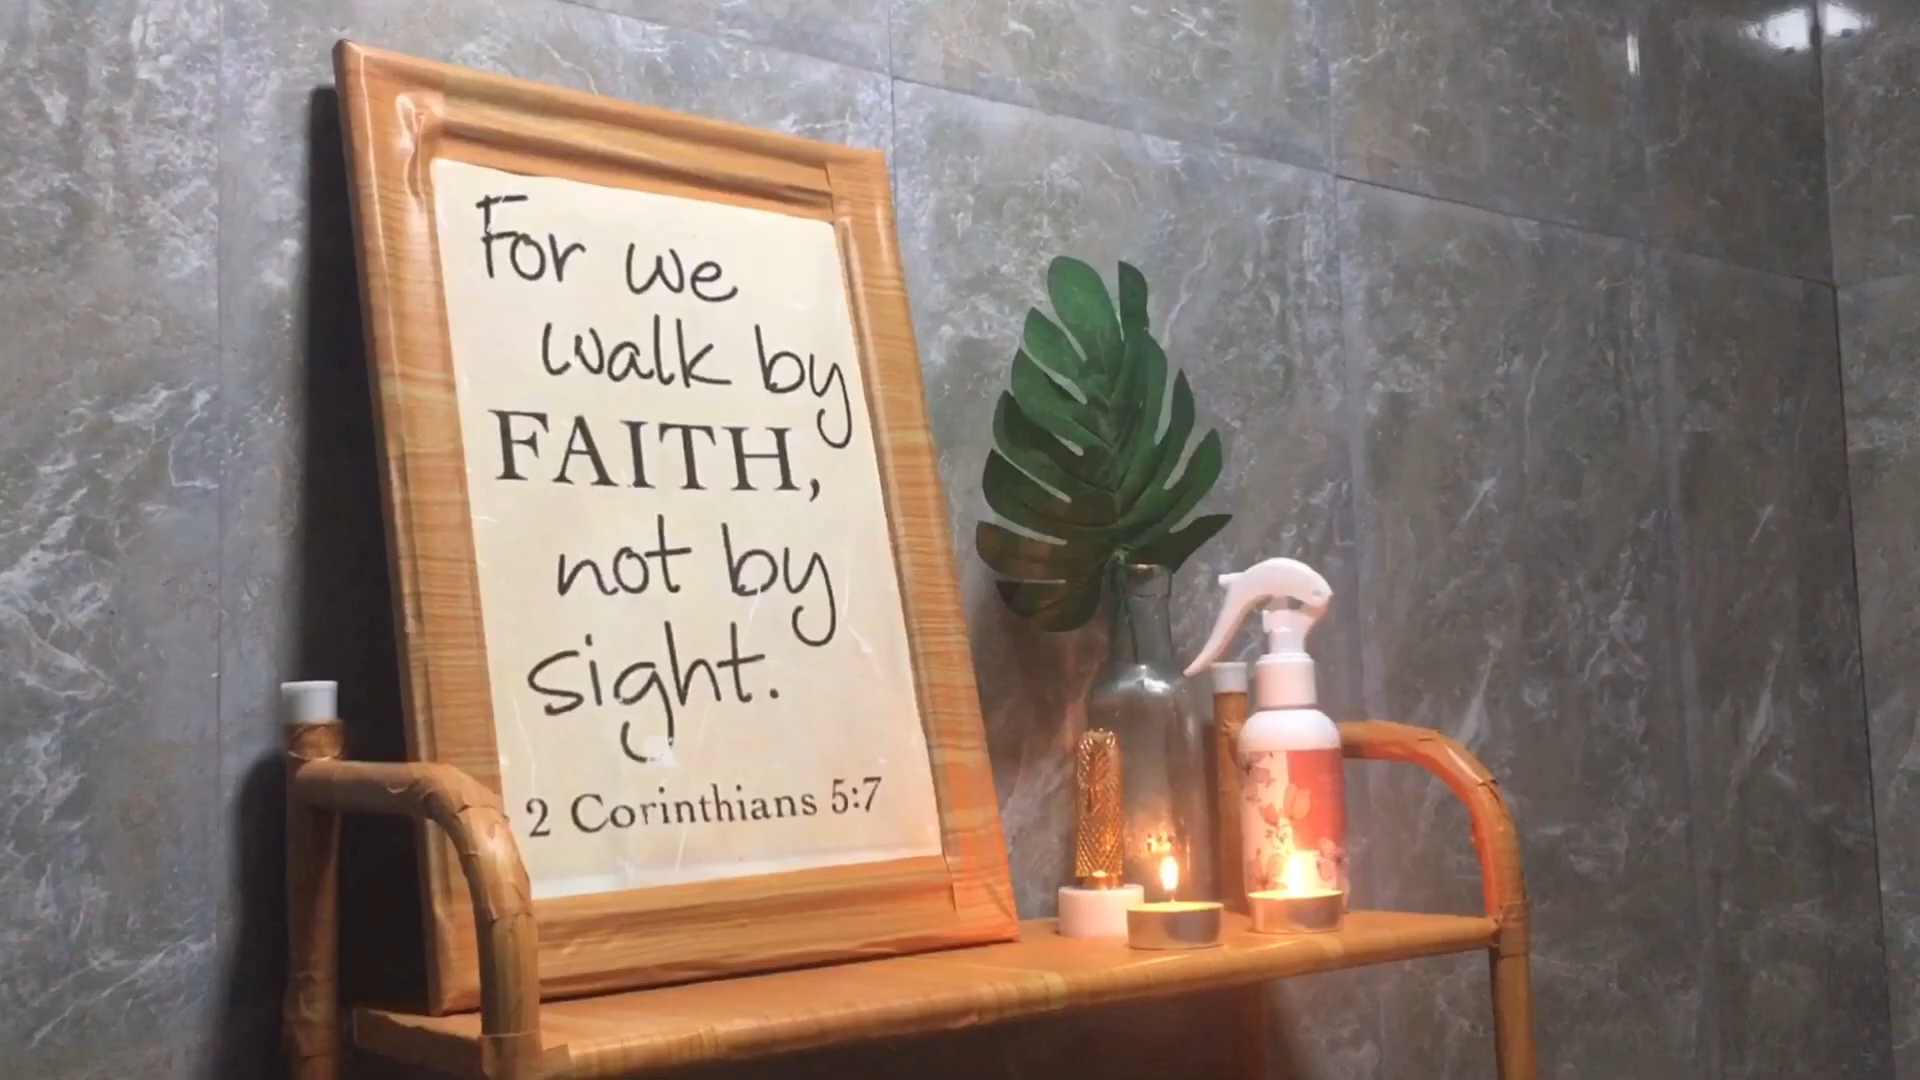 For we
walk by
FAITH,
not by
sight.
2 Corinthians 5:7